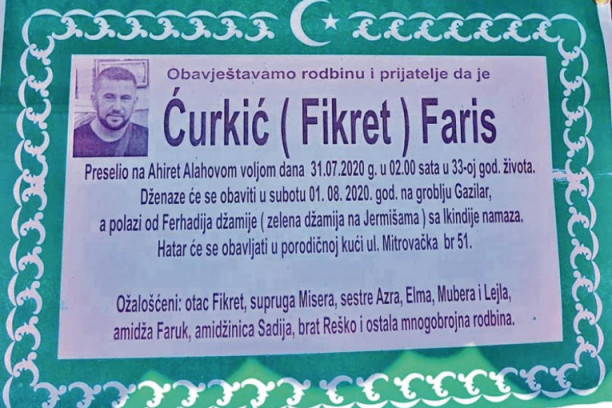 Obavještavamo rodbinu i prijatelje da je
Ćurkić ( Fikret ) Faris
Preselio na Ahiret Alahovom voljom dana 31.07.2020 g. u 02.00 sata u 33-oj god. života.
Dženaze će se obaviti u subotu 01. 08. 2020. god. na groblju Gazilar,
a polazi od Ferhadija džamije ( zelena džamija na Jermišama ) sa Ikindije namaza.
Hatar će se obavljati u porodičnoj kući ul. Mitrovačka br 51.
Ožalošćeni: otac Fikret, supruga Misera, sestre Azra, Elma, Mubera i Lejla,
amidža Faruk, amidžinica Sadija, brat Reško i ostala mnogobrojna rodbina.